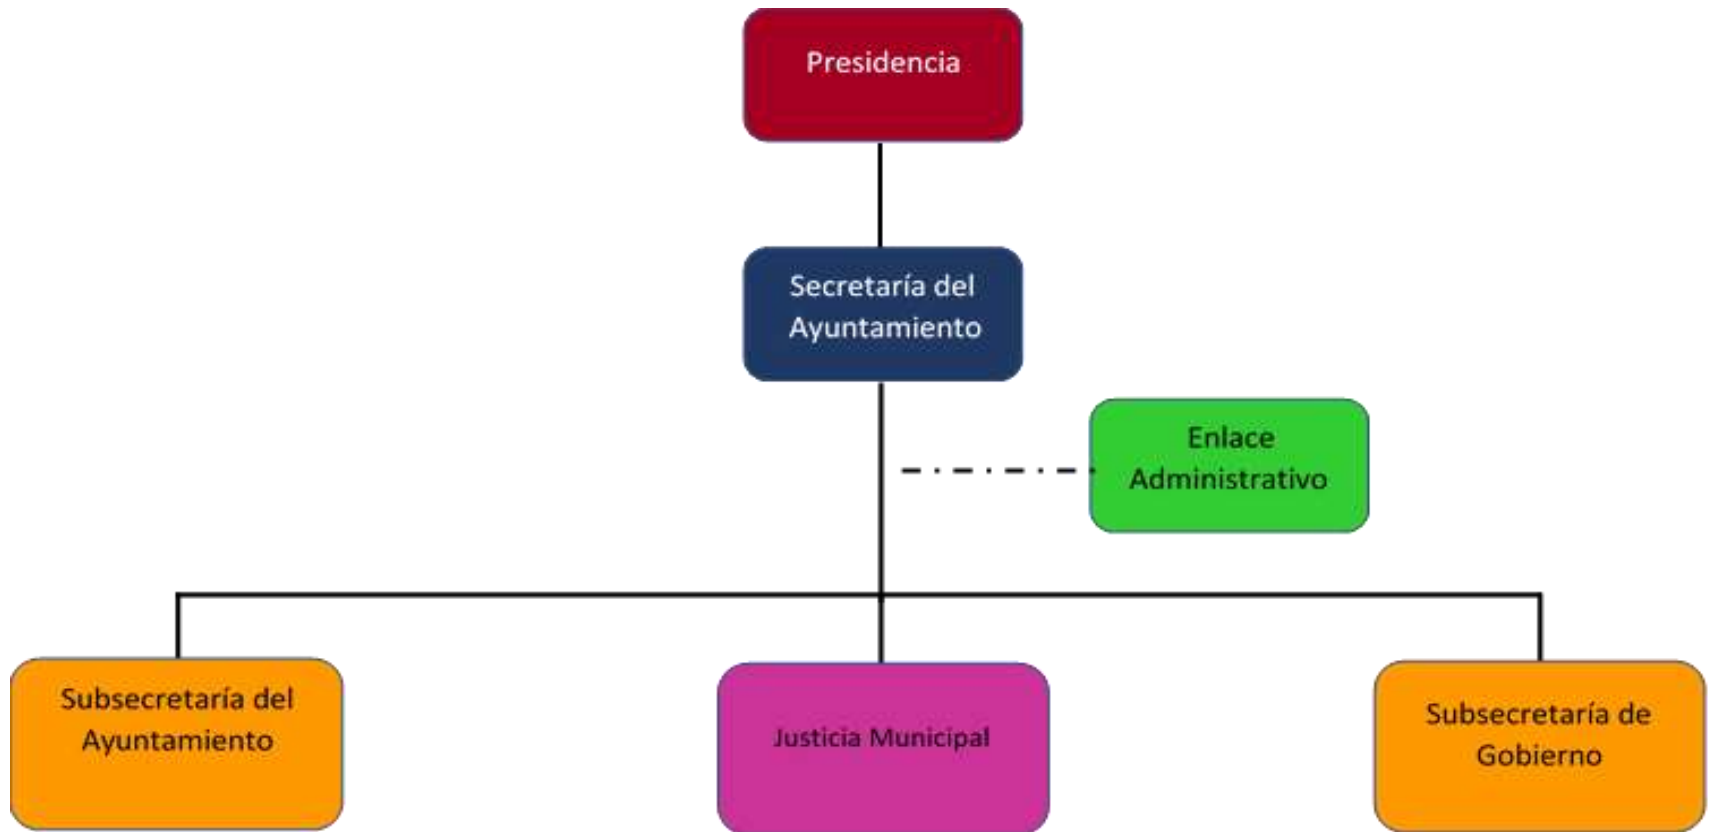 Presidencia
Secretaría del
Ayuntamiento
Enlace
Administrativo
Subsecretaría del
Ayuntamiento
Justicia Municipal
Subsecretaría de
Gobierno